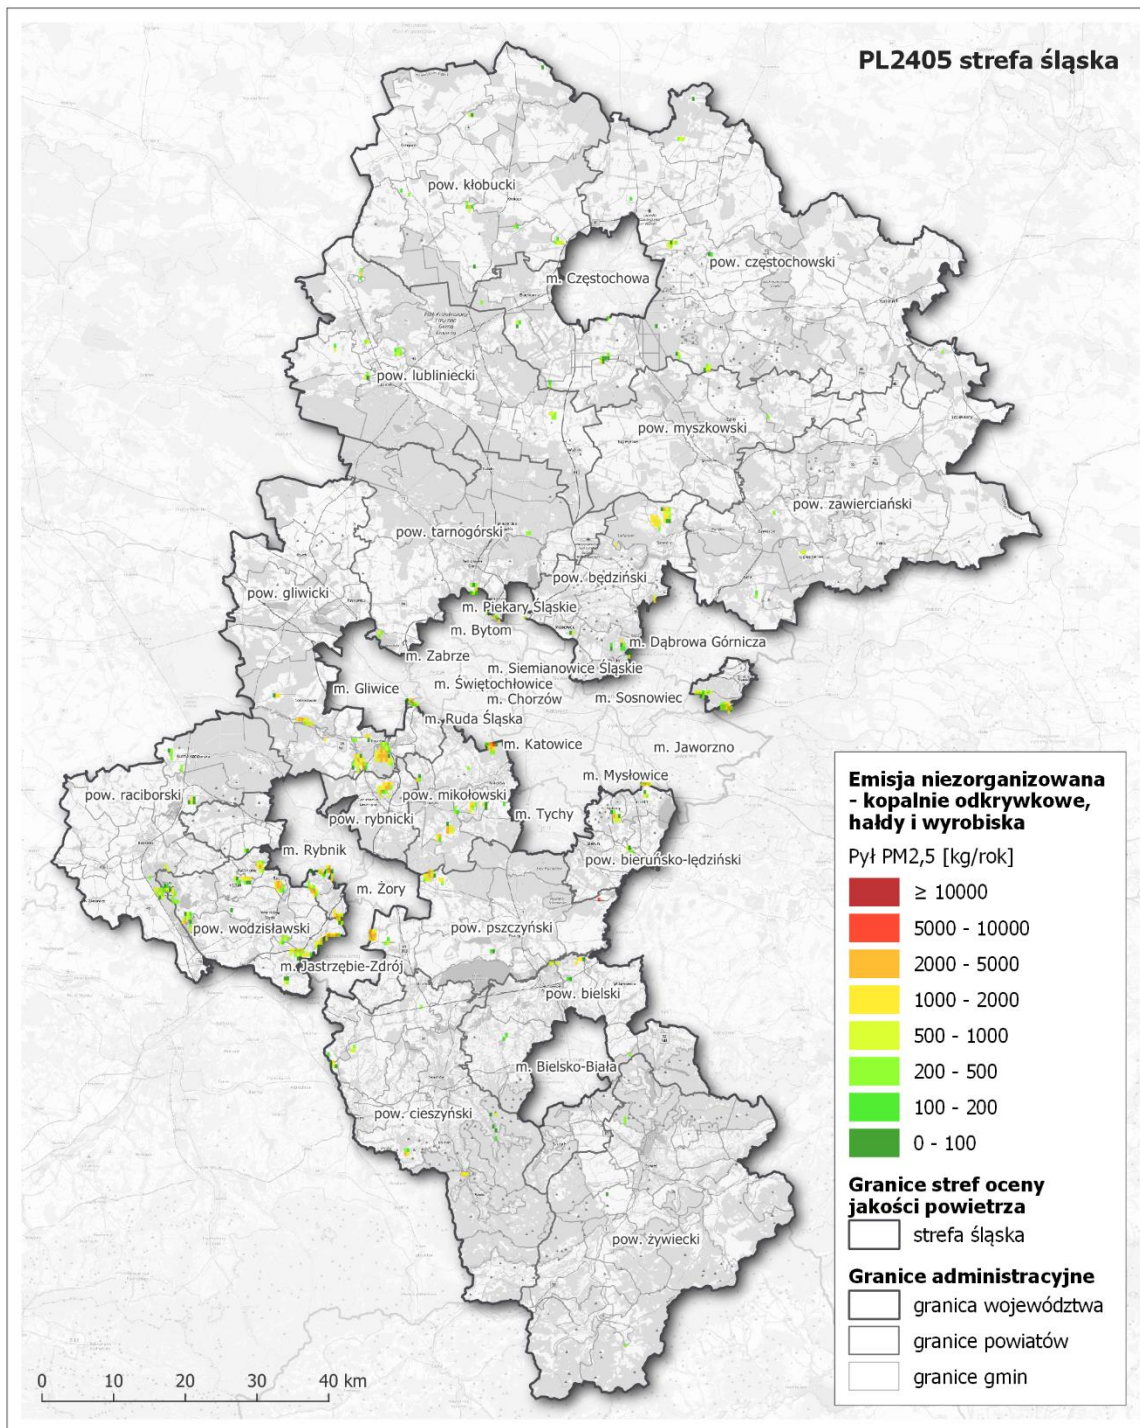 PL2405 strefa śląska
pow. kłobucki
pow. częstochowski
m. Częstochowa
pow. lubliniecki
pow. myszkowski
pow. zawierciański
pow. tarnogórski
pow. będziński
pow. gliwicki
m. Piekary Śląskie
m. Bytom
m. Dąbrowa Górnicza
m. Zabrze
m. Siemianowice Śląskie
m. Świętochłowice
m. Gliwice
m. Chorzów
m. Sosnowiec
m. Ruda Śląska
m. Katowice
m. Jaworzno
m. Mysłowice
pow. raciborski
pow. mikołowski
pow. rybnicki
m. Tychy
m. Rybnik
pow. bieruńsko-lędziński
m. Żory
pow. wodzisławski
pow. pszczyński
m. Jastrzębie-Zdrój
pow. bielski
m. Bielsko-Biała
pow. cieszyński
pow. żywiecki
Emisja niezorganizowana
- kopalnie odkrywkowe,
hałdy i wyrobiska
Pył PM2,5 [kg/rok]
≥ 10000
5000 - 10000
2000 - 5000
1000 - 2000
500 - 1000
200 - 500
100 - 200
0 - 100
Granice stref oceny
jakości powietrza
strefa śląska
Granice administracyjne
granica województwa
granice powiatów
granice gmin
0 10 20 30 40 km